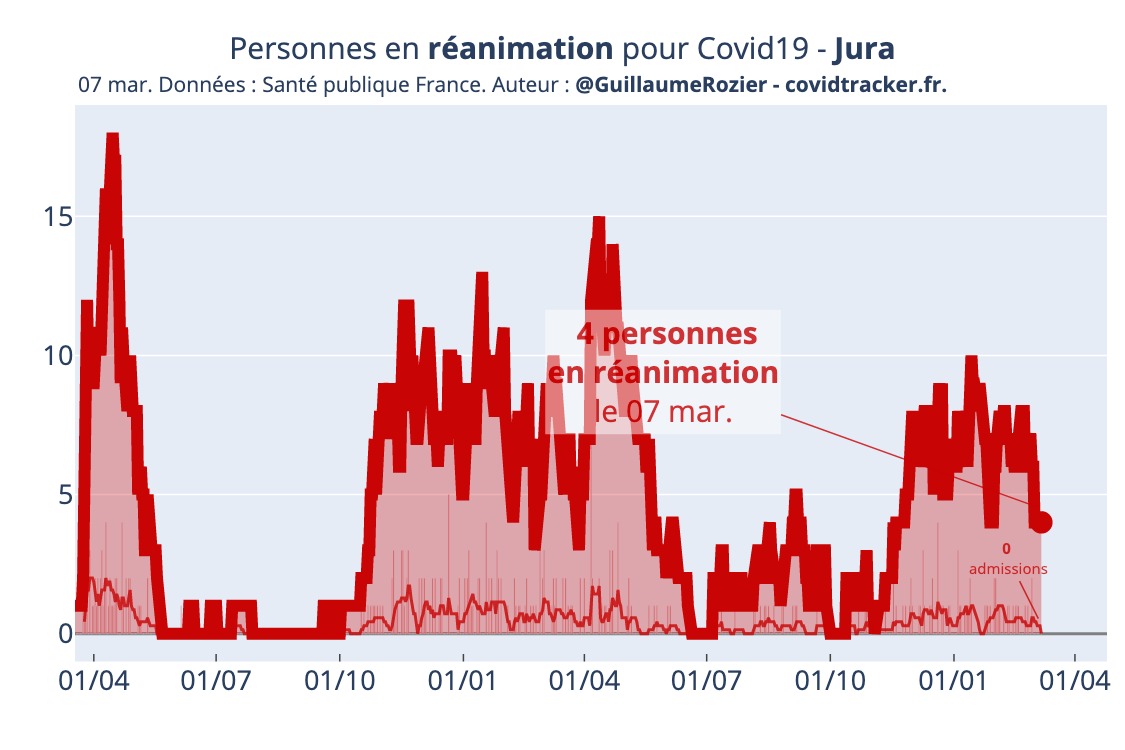 Personnes en réanimation pour Covid19 - Jura
07 mar. Données : Santé publique France. Auteur : @GuillaumeRozier - covidtracker.fr.
15
10
5
0
4 personnes
en réanimation
le 07 mar.
0
admissions
01/04 01/07 01/10 01/01 01/04 01/07 01/10 01/01 01/04